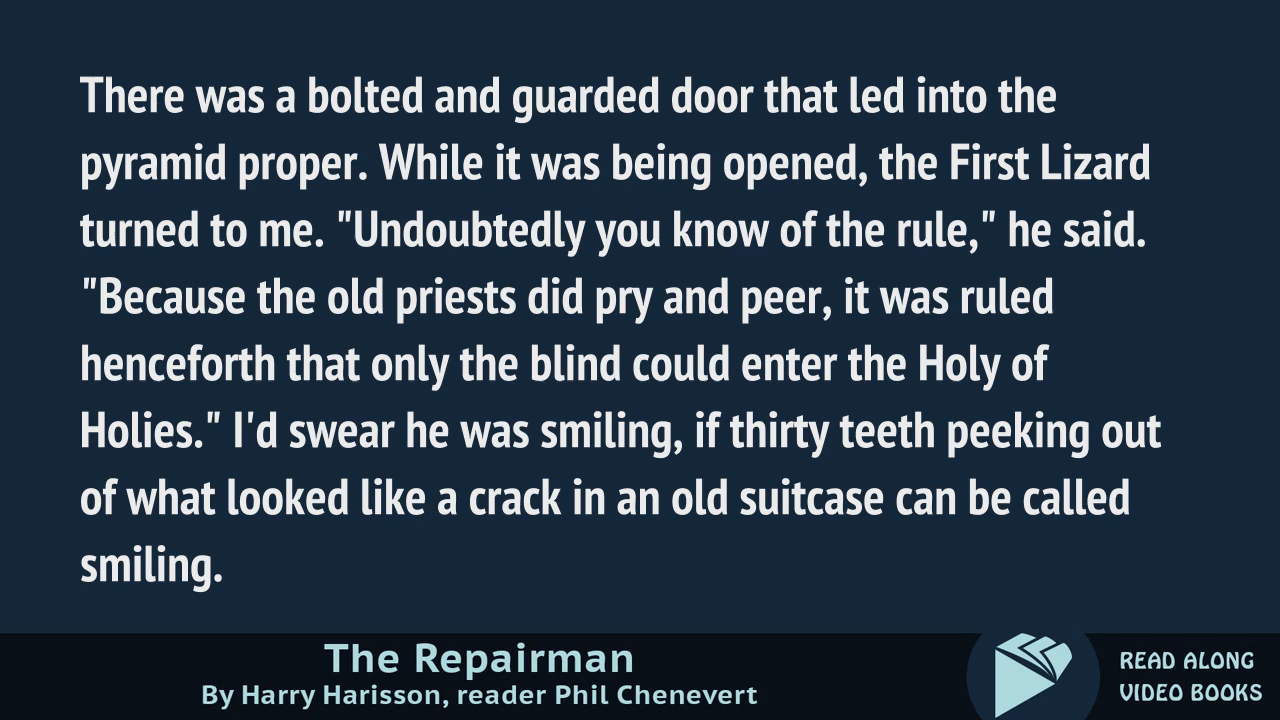 There was a bolted and guarded door that led into the
pyramid proper. While it was being opened, the First Lizard
turned to me. "Undoubtedly you know of the rule," he said.
"Because the old priests did pry and peer, it was ruled
henceforth that only the blind could enter the Holy of
Holies." I'd swear he was smiling, if thirty teeth peeking out
of what looked like a crack in an old suitcase can be called
smiling.
The Repairman
By Harry Harisson, reader Phil Chenevert
READ ALONG
VIDEO BOOKS